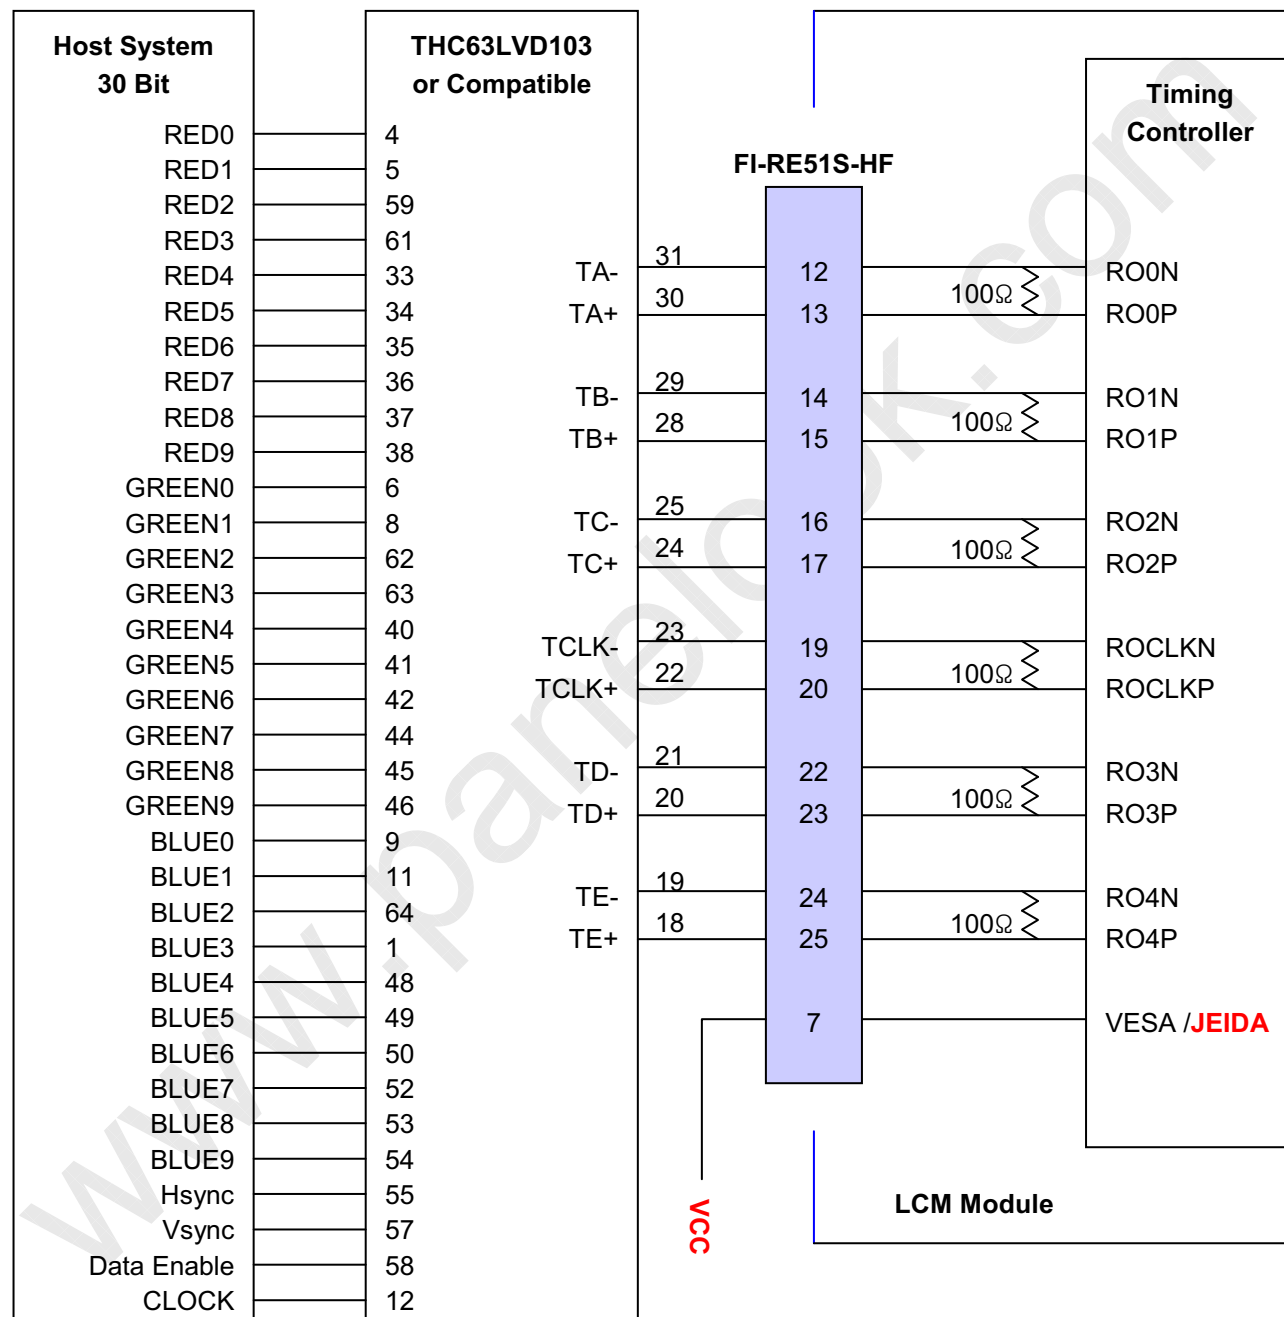 Host System
30 Bit
RED0
RED1
RED2
RED3
RED4
RED5
RED6
RED7
RED8
RED9
GREEN0
GREEN1
GREEN2
GREEN3
GREEN4
GREEN5
GREEN6
GREEN7
GREEN8
GREEN9
BLUE0
BLUE1
BLUE2
BLUE3
BLUE4
BLUE5
BLUE6
BLUE7
BLUE8
BLUE9
Hsync
Vsync
Data Enable
CLOCK
THC63LVD103
or Compatible
4
5
59
61
33
34
35
36
37
38
6
8
62
63
40
41
42
44
45
46
9
11
64
1
48
49
50
52
53
54
55
57
58
12
TA-
TA+
TB-
TB+
TC-
TC+
TCLK-
TCLK+
TD-
TD+
TE-
TE+
31
30
29
28
25
24
23
22
21
20
19
18
FI-RE51S-HF
12
13
14
15
16
17
19
20
22
23
24
25
7
VCC
100Ω
100Ω
100Ω
100Ω
100Ω
100Ω
Timing
Controller
RO0N
RO0P
RO1N
RO1P
RO2N
RO2P
ROCLKN
ROCLKP
RO3N
RO3P
RO4N
RO4P
VESA /JEIDA
LCM Module
www.panelook.com